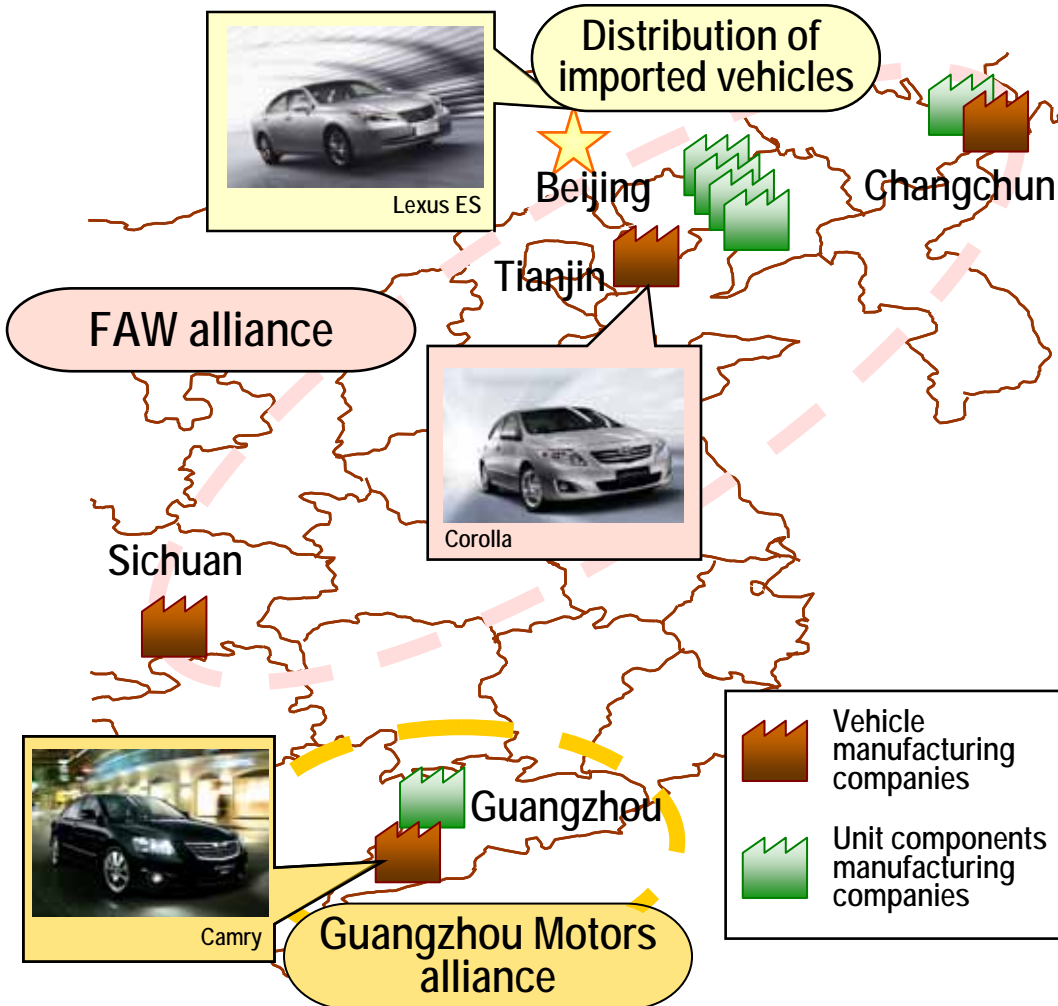 Distribution of
imported vehicles
Lexus ES
Beijing
Changchun
Tianjin
FAW alliance
Corolla
Sichuan
Vehicle
manufacturing
companies
Guangzhou
Unit components
manufacturing
companies
Camry
Guangzhou Motors
alliance